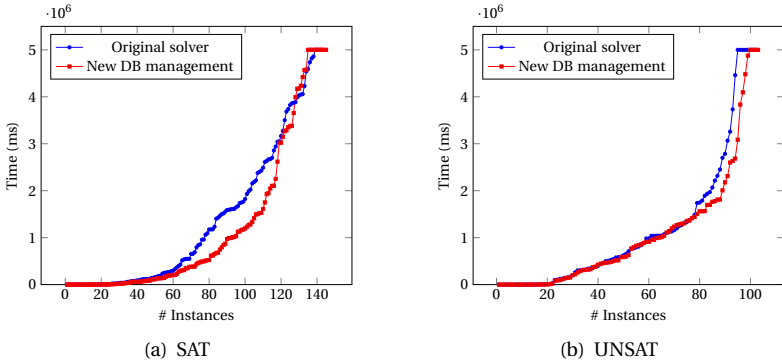 ·10⁶
Original solver
New DB management
5
4
3
2
1
0
Time (ms)
0 20 40 60 80 100 120 140
# Instances
(a) SAT
·10⁶
Original solver
New DB management
5
4
3
2
1
0
Time (ms)
0 20 40 60 80 100
# Instances
(b) UNSAT